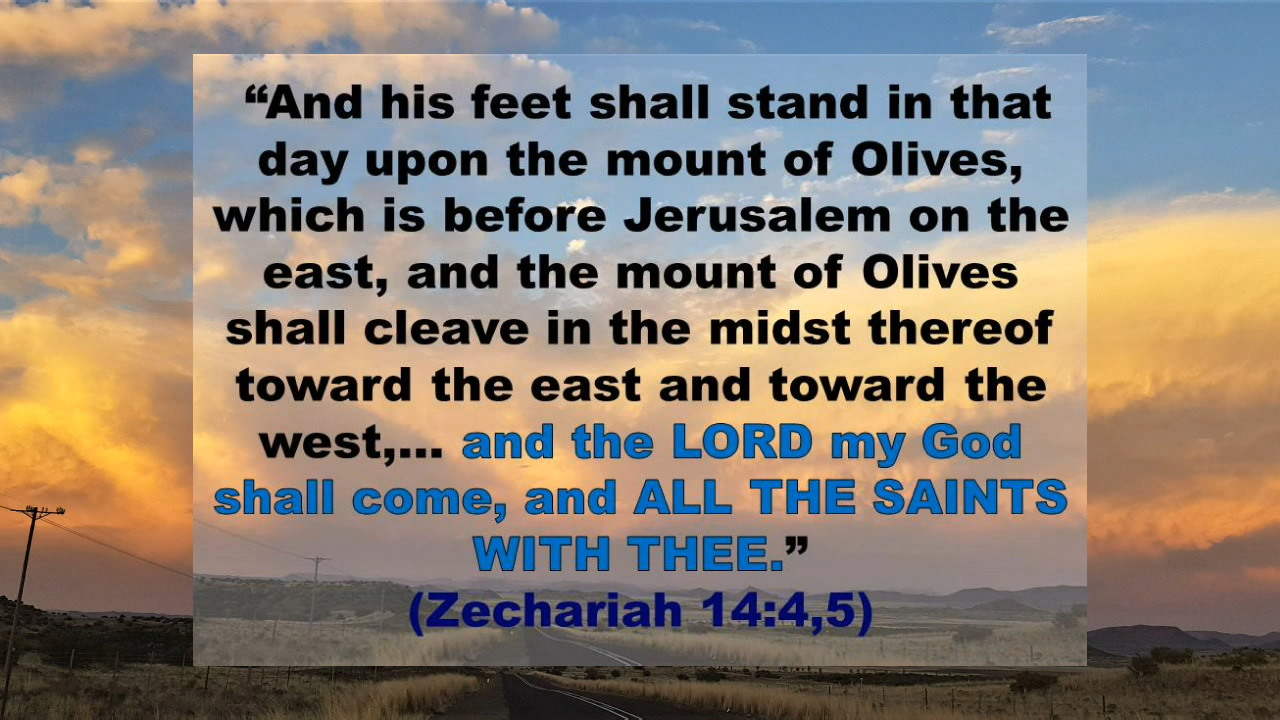 “And his feet shall stand in that
day upon the mount of Olives,
which is before Jerusalem on the
east, and the mount of Olives
shall cleave in the midst thereof
toward the east and toward the
west,... and the LORD my God
shall come, and ALL THE SAINTS
WITH THEE.”
(Zechariah 14:4,5)